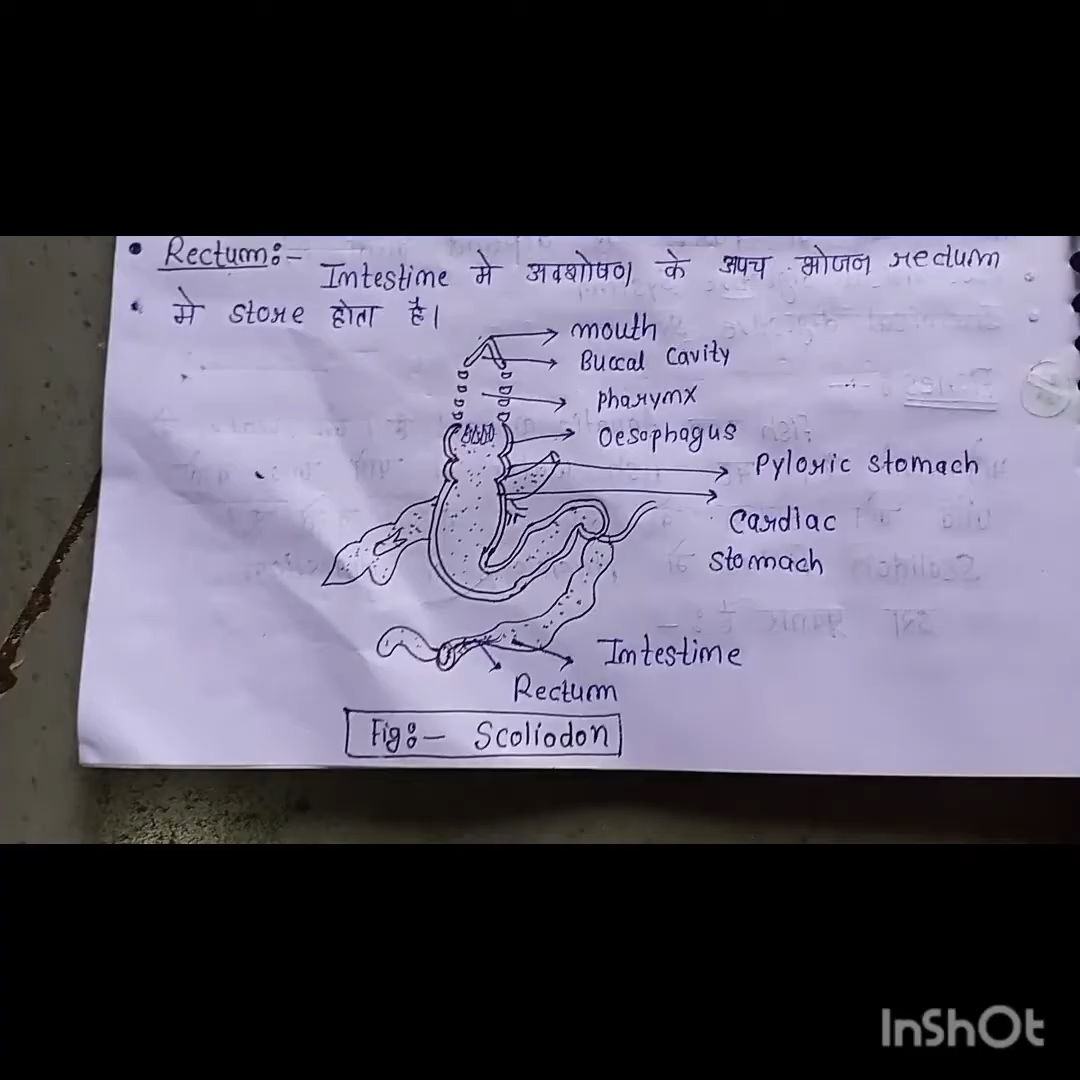 Rectum:-
Intestine मे अवशोषण के अपच भोजन rectum
मे store होता है।
mouth
Buccal Cavity
pharynx
Oesophagus
Pyloric stomach
Cardiac
stomach
Intestine
Rectum
Fig:- Scoliodon
InShOt